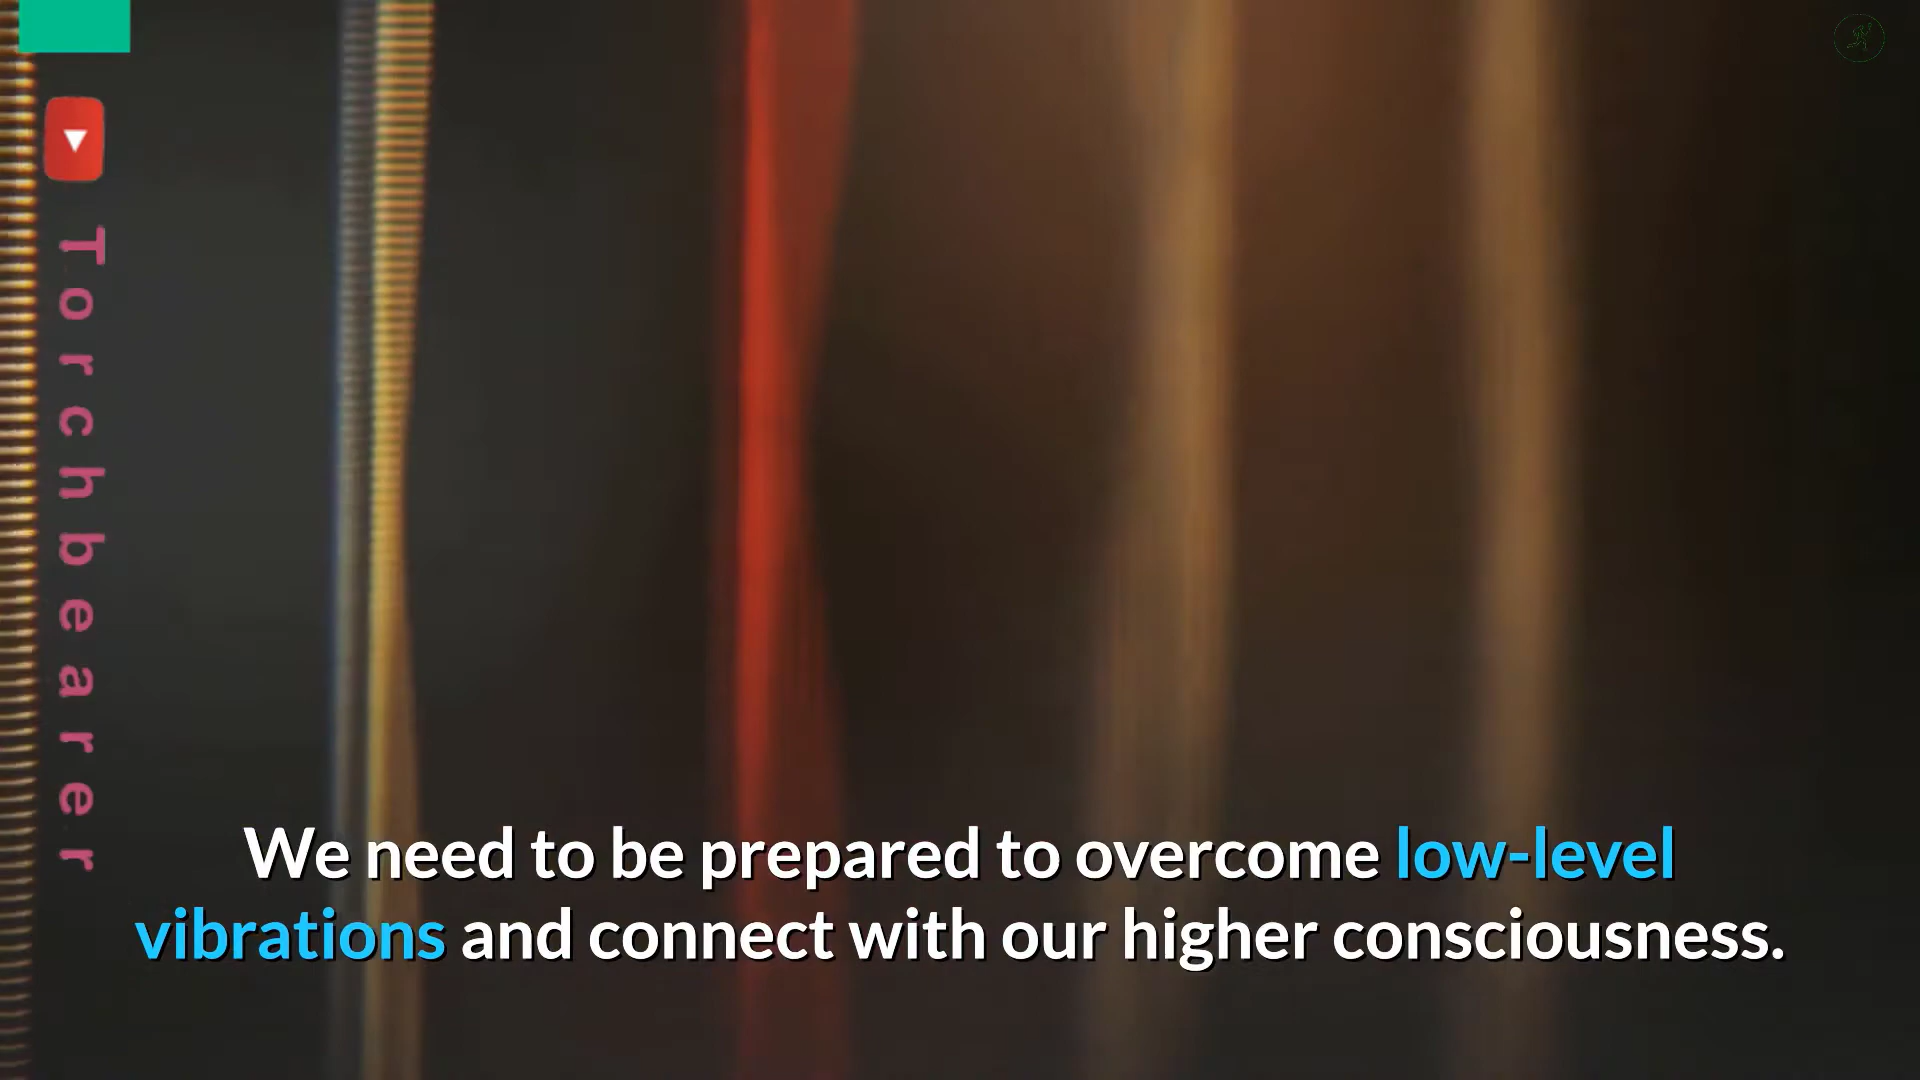 Torchbearer
We need to be prepared to overcome low-level
vibrations and connect with our higher consciousness.